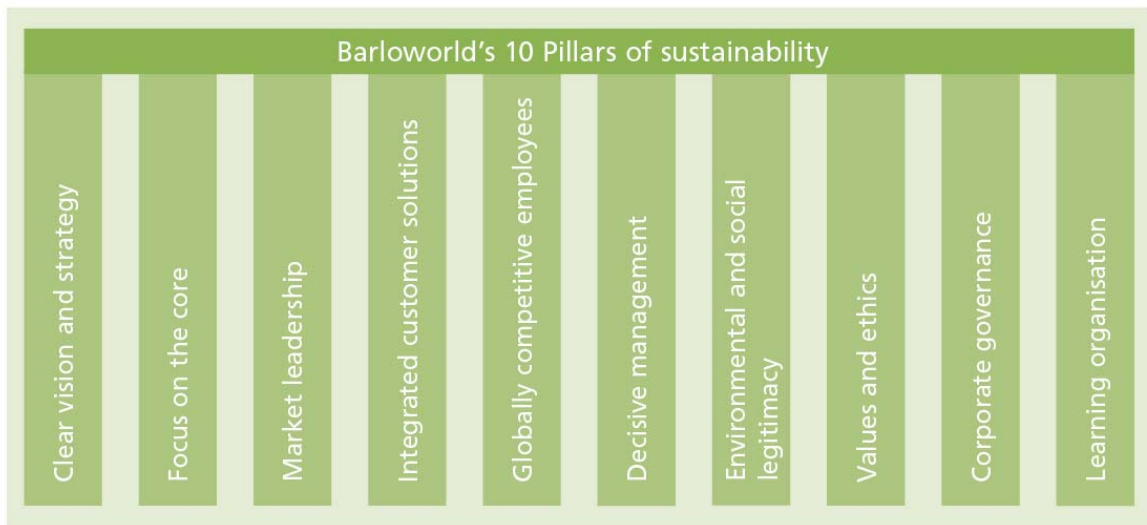 Barloworld's 10 Pillars of sustainability
Clear vision and strategy
Focus on the core
Market leadership
Integrated customer solutions
Globally competitive employees
Decisive management
Environmental and social
legitimacy
Values and ethics
Corporate governance
Learning organisation